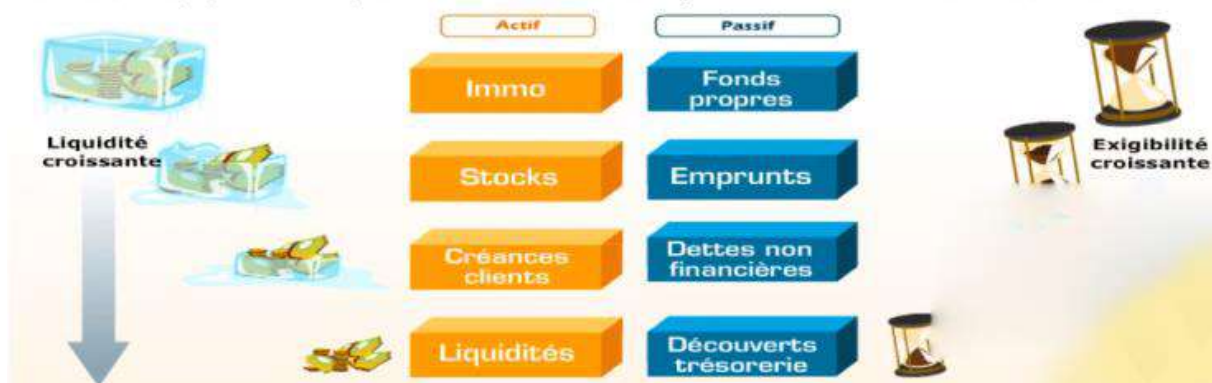 Actif
Passif
Immo
Fonds
propres
Liquidité
croissante
Exigibilité
croissante
Stocks
Emprunts
Créances
clients
Dettes non
financières
Liquidités
Découverts
trésorerie